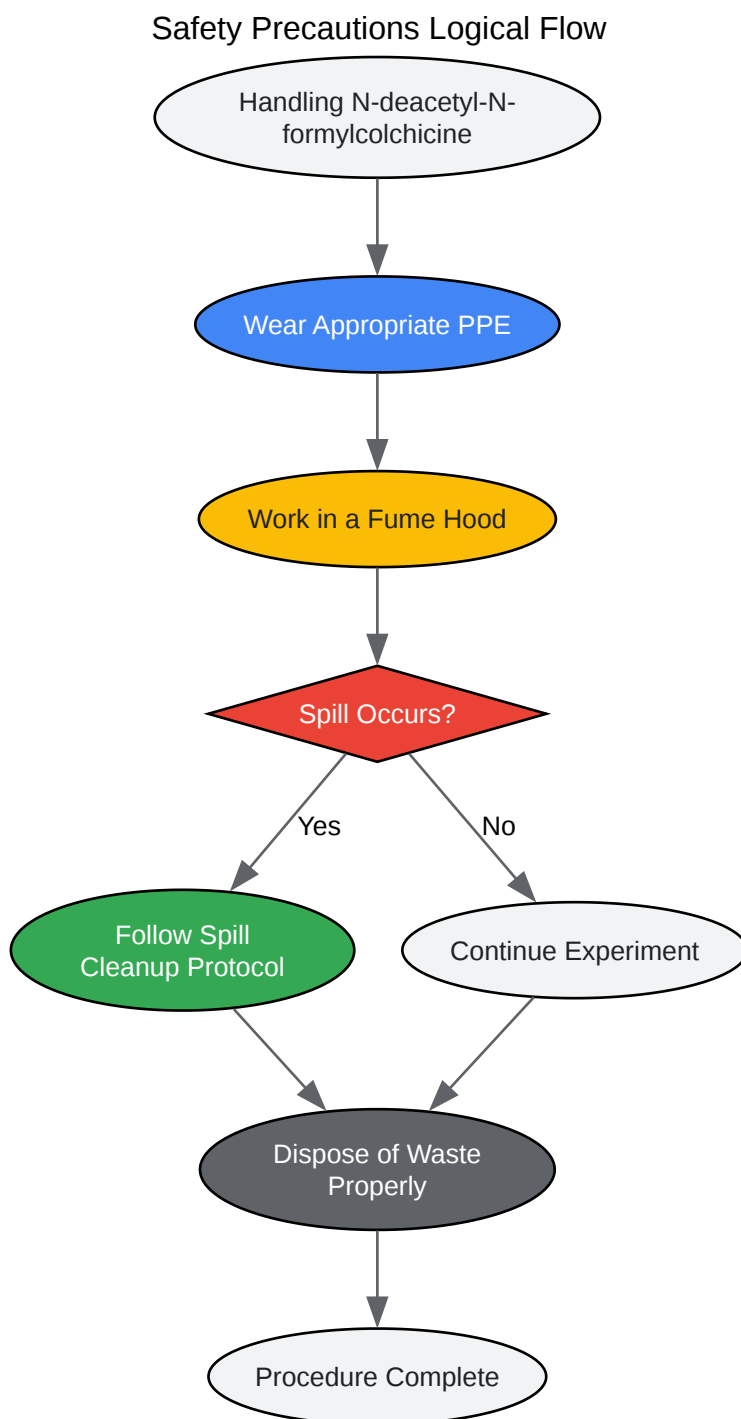 Safety Precautions Logical Flow
Handling N-deacetyl-N-
formylcolchicine
Wear Appropriate PPE
Work in a Fume Hood
Spill Occurs?
Yes
No
Follow Spill
Cleanup Protocol
Continue Experiment
Dispose of Waste
Properly
Procedure Complete